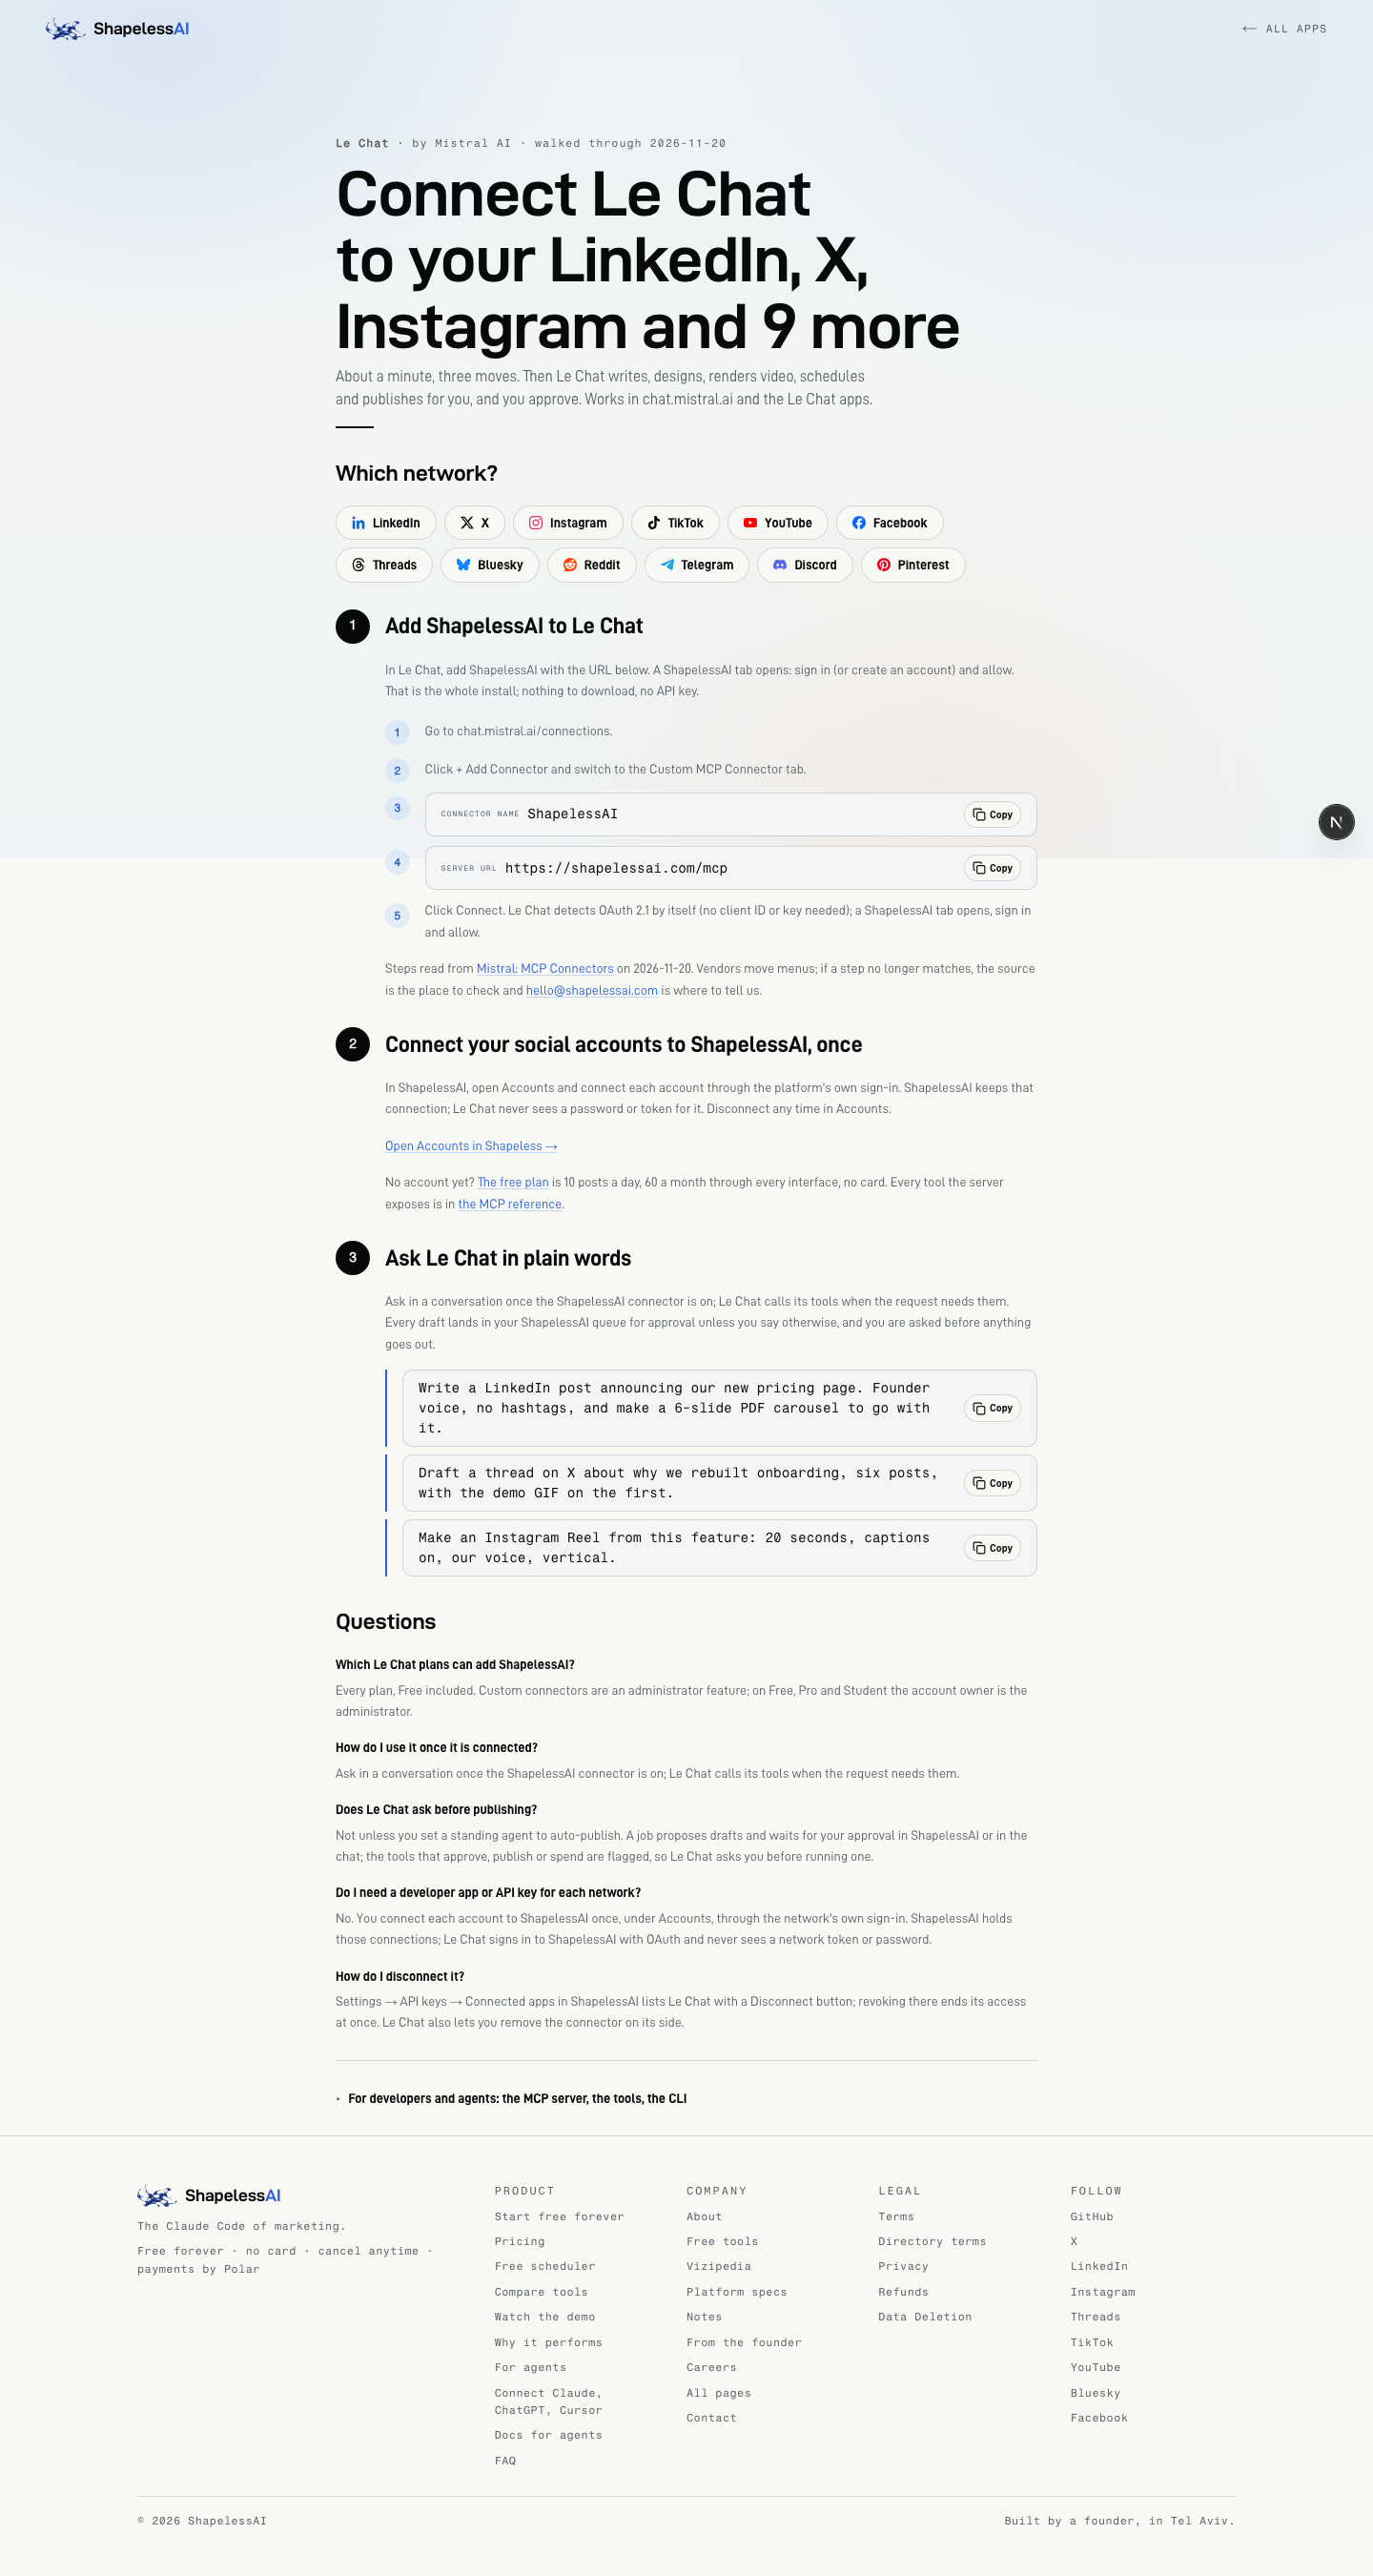 ShapelessAI
← ALL APPS
Le Chat · by Mistral AI · walked through 2026-11-20
Connect Le Chat
to your LinkedIn, X,
Instagram and 9 more
About a minute, three moves. Then Le Chat writes, designs, renders video, schedules
and publishes for you, and you approve. Works in chat.mistral.ai and the Le Chat apps.
Which network?
LinkedIn X Instagram TikTok YouTube Facebook
Threads Bluesky Reddit Telegram Discord Pinterest
1 Add ShapelessAI to Le Chat
In Le Chat, add ShapelessAI with the URL below. A ShapelessAI tab opens: sign in (or create an account) and allow.
That is the whole install; nothing to download, no API key.
1 Go to chat.mistral.ai/connections.
2 Click + Add Connector and switch to the Custom MCP Connector tab.
3 CONNECTOR NAME ShapelessAI Copy
4 SERVER URL https://shapelessai.com/mcp Copy
5 Click Connect. Le Chat detects OAuth 2.1 by itself (no client ID or key needed); a ShapelessAI tab opens, sign in
and allow.
Steps read from Mistral: MCP Connectors on 2026-11-20. Vendors move menus; if a step no longer matches, the source
is the place to check and hello@shapelessai.com is where to tell us.
2 Connect your social accounts to ShapelessAI, once
In ShapelessAI, open Accounts and connect each account through the platform's own sign-in. ShapelessAI keeps that
connection; Le Chat never sees a password or token for it. Disconnect any time in Accounts.
Open Accounts in Shapeless →
No account yet? The free plan is 10 posts a day, 60 a month through every interface, no card. Every tool the server
exposes is in the MCP reference.
3 Ask Le Chat in plain words
Ask in a conversation once the ShapelessAI connector is on; Le Chat calls its tools when the request needs them.
Every draft lands in your ShapelessAI queue for approval unless you say otherwise, and you are asked before anything
goes out.
Write a LinkedIn post announcing our new pricing page. Founder
voice, no hashtags, and make a 6-slide PDF carousel to go with
it.
Copy
Draft a thread on X about why we rebuilt onboarding, six posts,
with the demo GIF on the first.
Copy
Make an Instagram Reel from this feature: 20 seconds, captions
on, our voice, vertical.
Copy
Questions
Which Le Chat plans can add ShapelessAI?
Every plan, Free included. Custom connectors are an administrator feature; on Free, Pro and Student the account owner is the
administrator.
How do I use it once it is connected?
Ask in a conversation once the ShapelessAI connector is on; Le Chat calls its tools when the request needs them.
Does Le Chat ask before publishing?
Not unless you set a standing agent to auto-publish. A job proposes drafts and waits for your approval in ShapelessAI or in the
chat; the tools that approve, publish or spend are flagged, so Le Chat asks you before running one.
Do I need a developer app or API key for each network?
No. You connect each account to ShapelessAI once, under Accounts, through the network's own sign-in. ShapelessAI holds
those connections; Le Chat signs in to ShapelessAI with OAuth and never sees a network token or password.
How do I disconnect it?
Settings → API keys → Connected apps in ShapelessAI lists Le Chat with a Disconnect button; revoking there ends its access
at once. Le Chat also lets you remove the connector on its side.
▸ For developers and agents: the MCP server, the tools, the CLI
ShapelessAI
The Claude Code of marketing.
Free forever · no card · cancel anytime ·
payments by Polar
PRODUCT
Start free forever
Pricing
Free scheduler
Compare tools
Watch the demo
Why it performs
For agents
Connect Claude,
ChatGPT, Cursor
Docs for agents
FAQ
COMPANY
About
Free tools
Vizipedia
Platform specs
Notes
From the founder
Careers
All pages
Contact
LEGAL
Terms
Directory terms
Privacy
Refunds
Data Deletion
FOLLOW
GitHub
X
LinkedIn
Instagram
Threads
TikTok
YouTube
Bluesky
Facebook
© 2026 ShapelessAI
Built by a founder, in Tel Aviv.